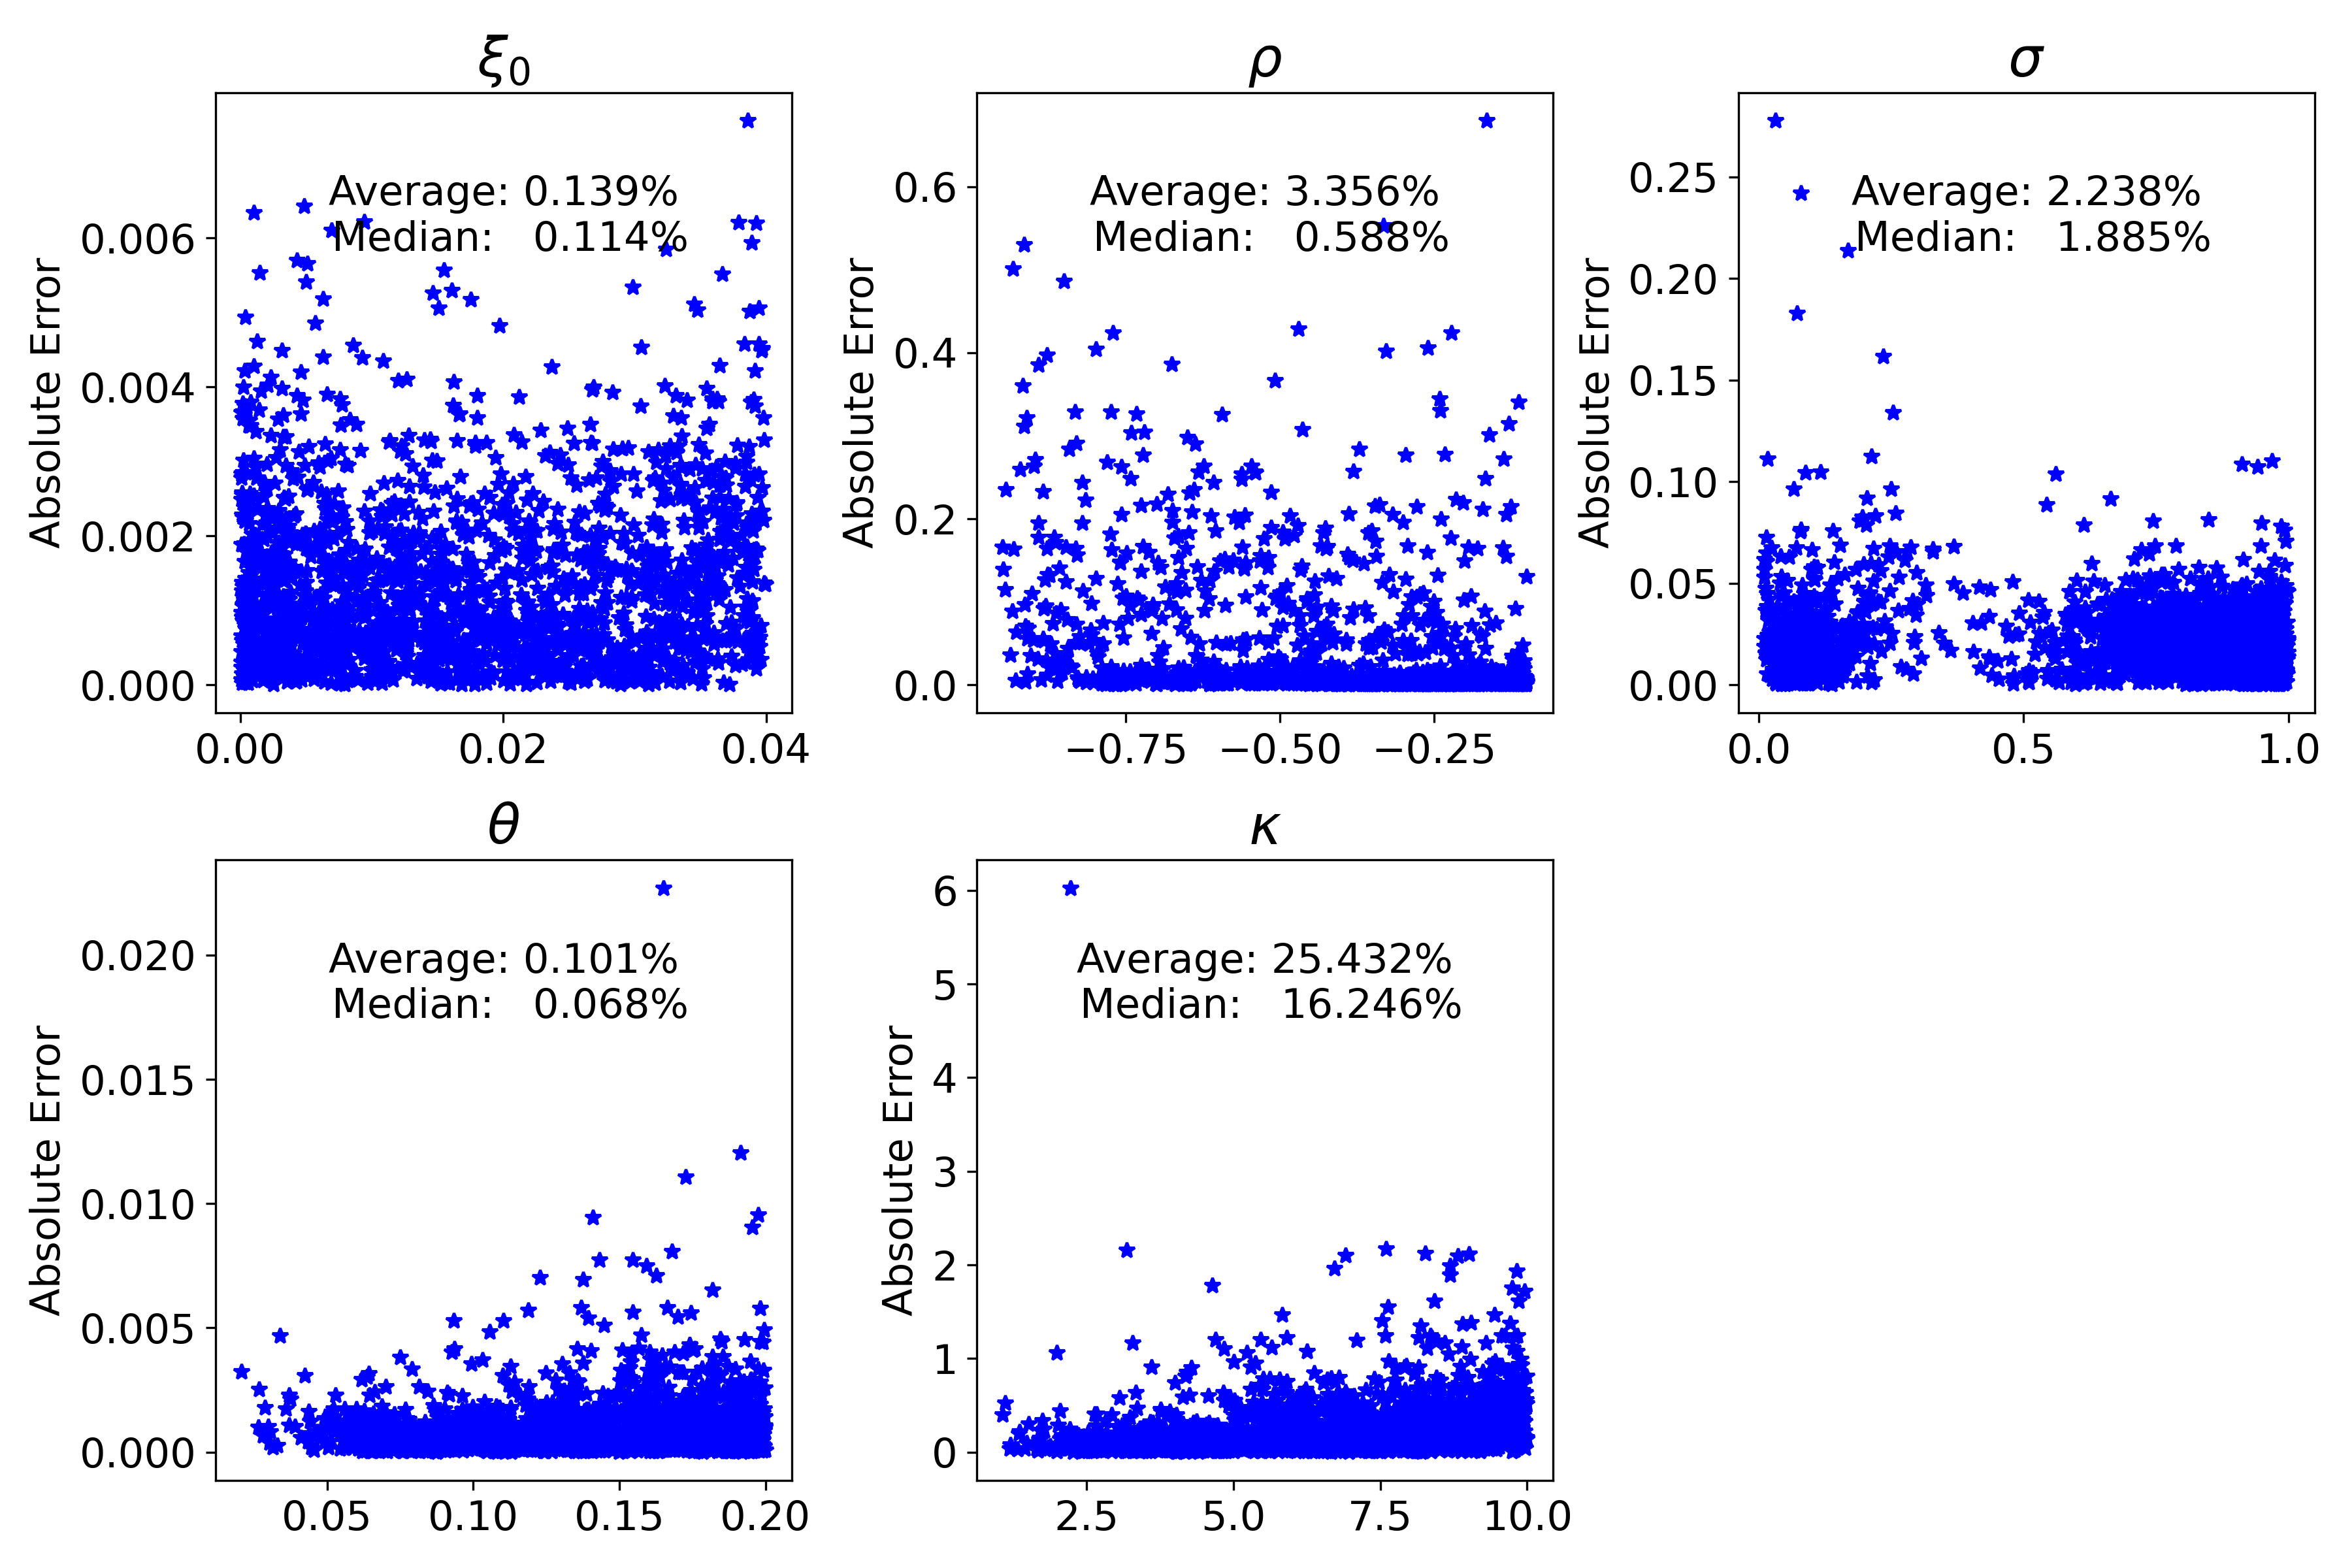 ξ₀
Absolute Error
0.006
0.004
0.002
0.000
Average: 0.139%
Median: 0.114%
0.00 0.02 0.04
ρ
Absolute Error
0.6
0.4
0.2
0.0
Average: 3.356%
Median: 0.588%
−0.75 −0.50 −0.25
σ
Absolute Error
0.25
0.20
0.15
0.10
0.05
0.00
Average: 2.238%
Median: 1.885%
0.0 0.5 1.0
θ
Absolute Error
0.020
0.015
0.010
0.005
0.000
Average: 0.101%
Median: 0.068%
0.05 0.10 0.15 0.20
κ
Absolute Error
6
5
4
3
2
1
0
Average: 25.432%
Median: 16.246%
2.5 5.0 7.5 10.0